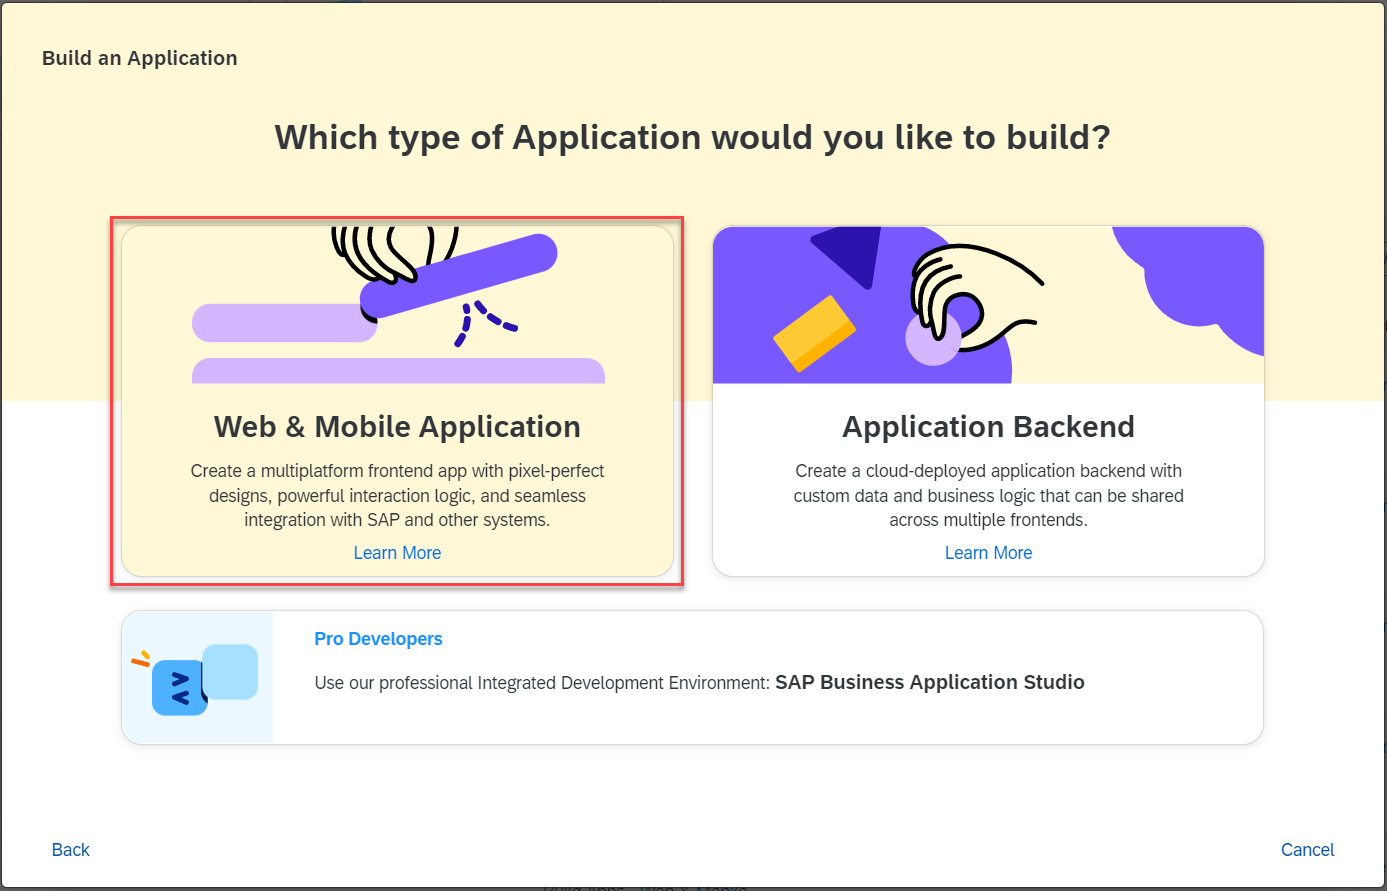 Build an Application
Which type of Application would you like to build?
Web & Mobile Application
Create a multiplatform frontend app with pixel-perfect
designs, powerful interaction logic, and seamless
integration with SAP and other systems.
Learn More
Application Backend
Create a cloud-deployed application backend with
custom data and business logic that can be shared
across multiple frontends.
Learn More
Pro Developers
Use our professional Integrated Development Environment: SAP Business Application Studio
Back
Cancel